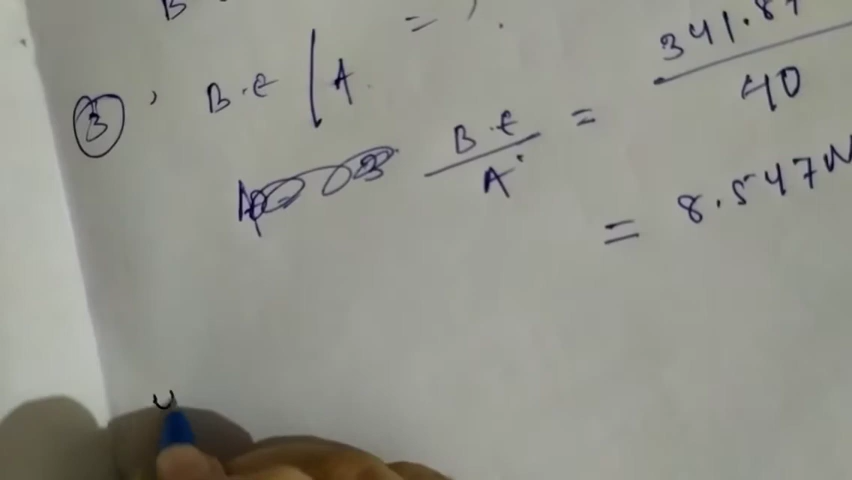 B
= ?.
③, B.E / A.
B.E / A = 341.87 / 40
= 8.547 M